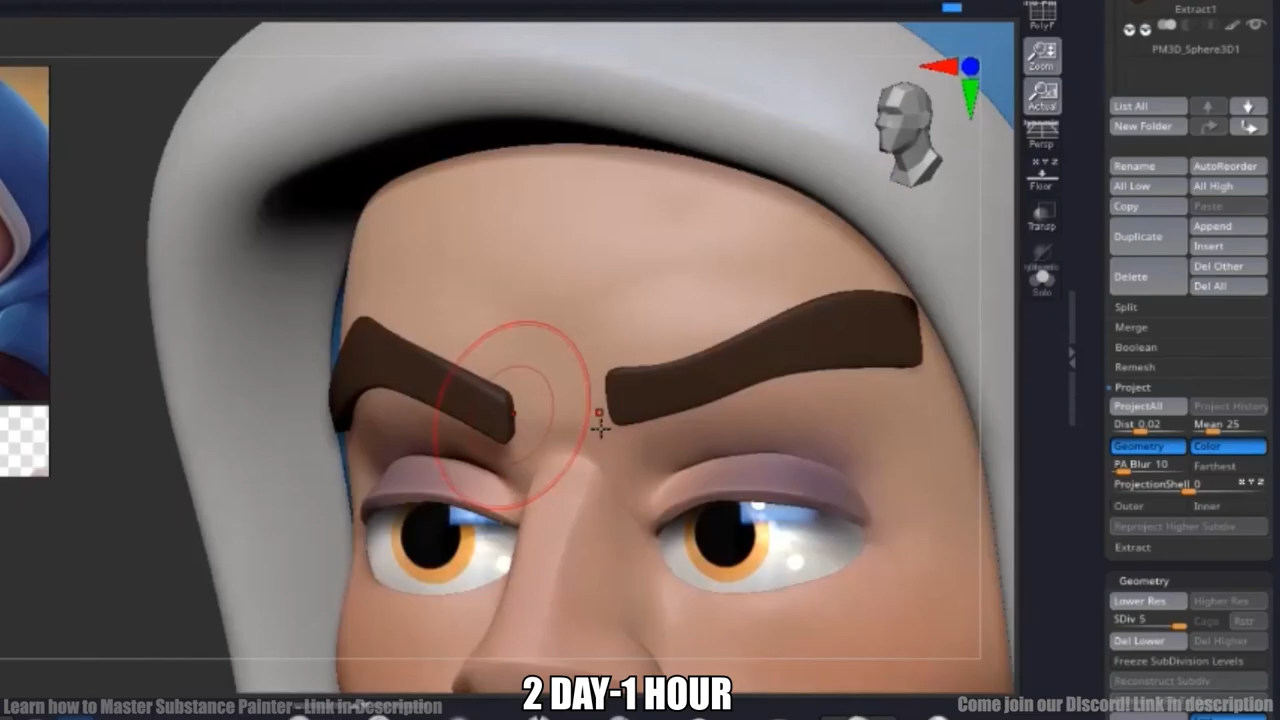 Extract1
PolyF
PM3D_Sphere3D1
Zoom
Actual
List All
New Folder
Persp
X Y Z
Floor
Rename AutoReorder
All Low All High
Copy Paste
Transp
Duplicate Append
Insert
Delete Del Other
Del All
Solo
Split
Merge
Boolean
Remesh
Project
ProjectAll Project History
Dist 0.02 Mean 25
Geometry Color
PA Blur 10 Farthest
ProjectionShell 0 X Y Z
Outer Inner
Reproject Higher Subdiv
Extract
Geometry
Lower Res Higher Res
SDiv 5 Cage Rstr
Del Lower Del Higher
Freeze SubDivision Levels
Reconstruct Subdiv
2 DAY-1 HOUR
Learn how to Master Substance Painter - Link in Description
Come join our Discord! Link in description